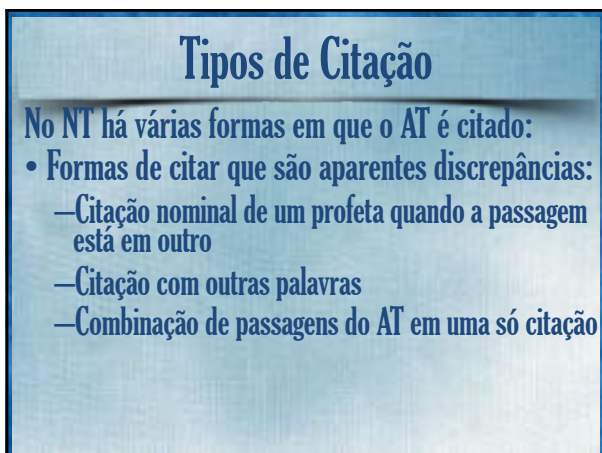 Tipos de Citação
No NT há várias formas em que o AT é citado:
• Formas de citar que são aparentes discrepâncias:
–Citação nominal de um profeta quando a passagem
está em outro
–Citação com outras palavras
–Combinação de passagens do AT em uma só citação